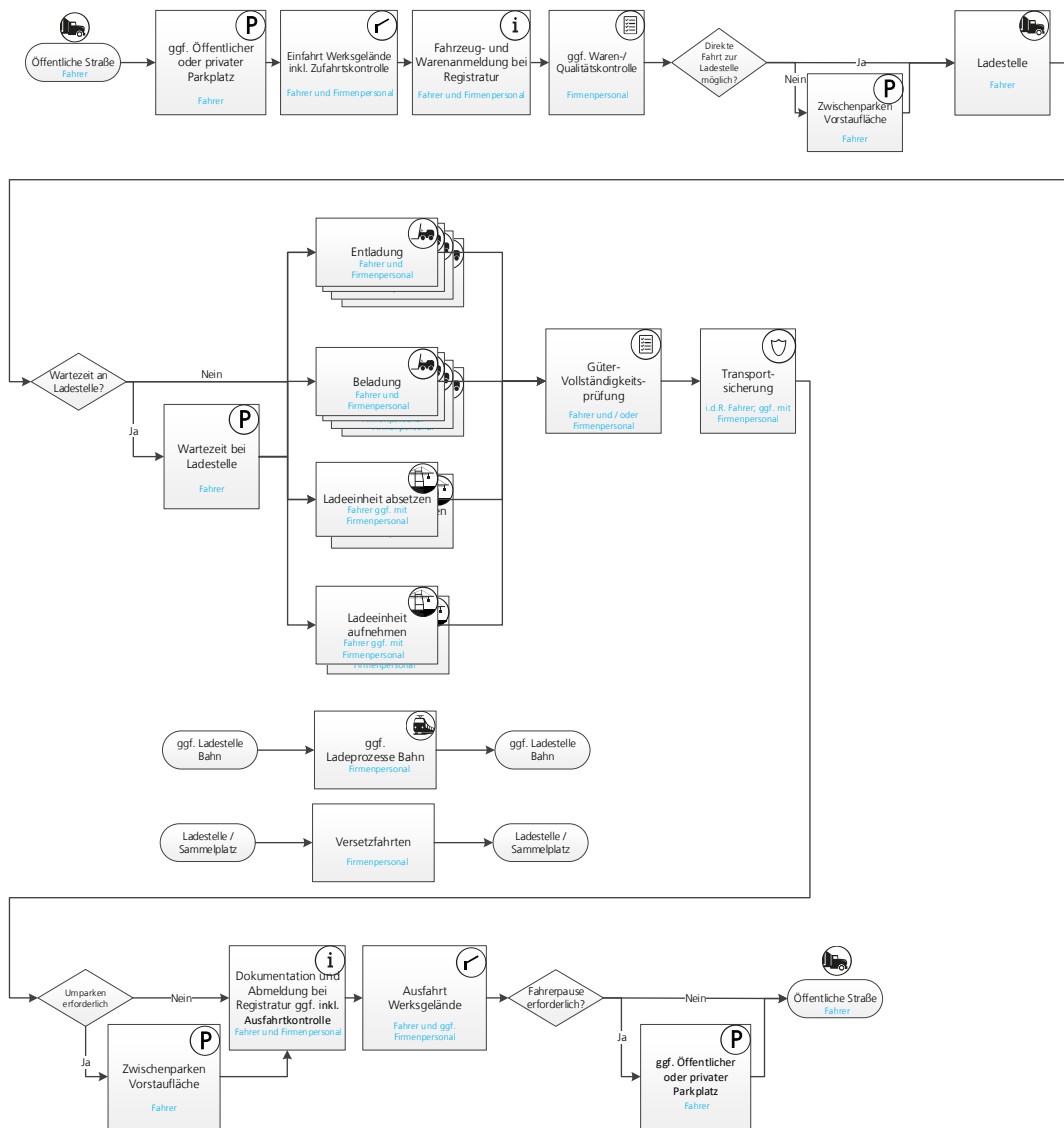 Öffentliche Straße
Fahrer
P
ggf. Öffentlicher
oder privater
Parkplatz
Fahrer
Einfahrt Werksgelände
inkl. Zufahrtskontrolle
Fahrer und Firmenpersonal
i
Fahrzeug- und
Warenanmeldung bei
Registratur
Fahrer und Firmenpersonal
ggf. Waren-/
Qualitätskontrolle
Firmenpersonal
Direkte
Fahrt zur
Ladestelle
möglich?
Ja
Nein
P
Zwischenparken
Vorstaufläche
Fahrer
Ladestelle
Fahrer
Wartezeit an
Ladestelle?
Nein
Ja
P
Wartezeit bei
Ladestelle
Fahrer
Entladung
Fahrer und
Firmenpersonal
Beladung
Fahrer und
Firmenpersonal
Ladeeinheit absetzen
Fahrer ggf. mit
Firmenpersonal
en
Ladeeinheit
aufnehmen
Fahrer ggf. mit
Firmenpersonal
Firmenpersonal
Güter-
Vollständigkeits-
prüfung
Fahrer und / oder
Firmenpersonal
Transport-
sicherung
i.d.R. Fahrer; ggf. mit
Firmenpersonal
ggf. Ladestelle
Bahn
ggf.
Ladeprozesse Bahn
Firmenpersonal
ggf. Ladestelle
Bahn
Ladestelle /
Sammelplatz
Versetzfahrten
Firmenpersonal
Ladestelle /
Sammelplatz
Umparken
erforderlich
Nein
Ja
P
Zwischenparken
Vorstaufläche
Fahrer
i
Dokumentation und
Abmeldung bei
Registratur ggf. inkl.
Ausfahrtkontrolle
Fahrer und Firmenpersonal
Ausfahrt
Werksgelände
Fahrer und ggf.
Firmenpersonal
Fahrerpause
erforderlich?
Nein
Ja
P
ggf. Öffentlicher
oder privater
Parkplatz
Fahrer
Öffentliche Straße
Fahrer